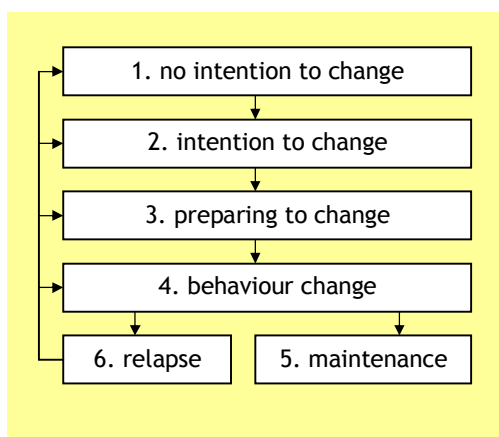 1. no intention to change
2. intention to change
3. preparing to change
4. behaviour change
6. relapse
5. maintenance